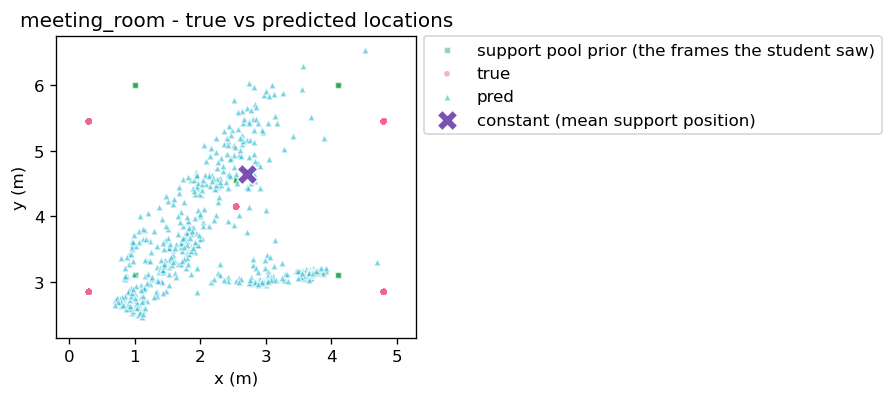 meeting_room - true vs predicted locations
support pool prior (the frames the student saw)
true
pred
constant (mean support position)
y (m)
6
5
4
3
0 1 2 3 4 5
x (m)